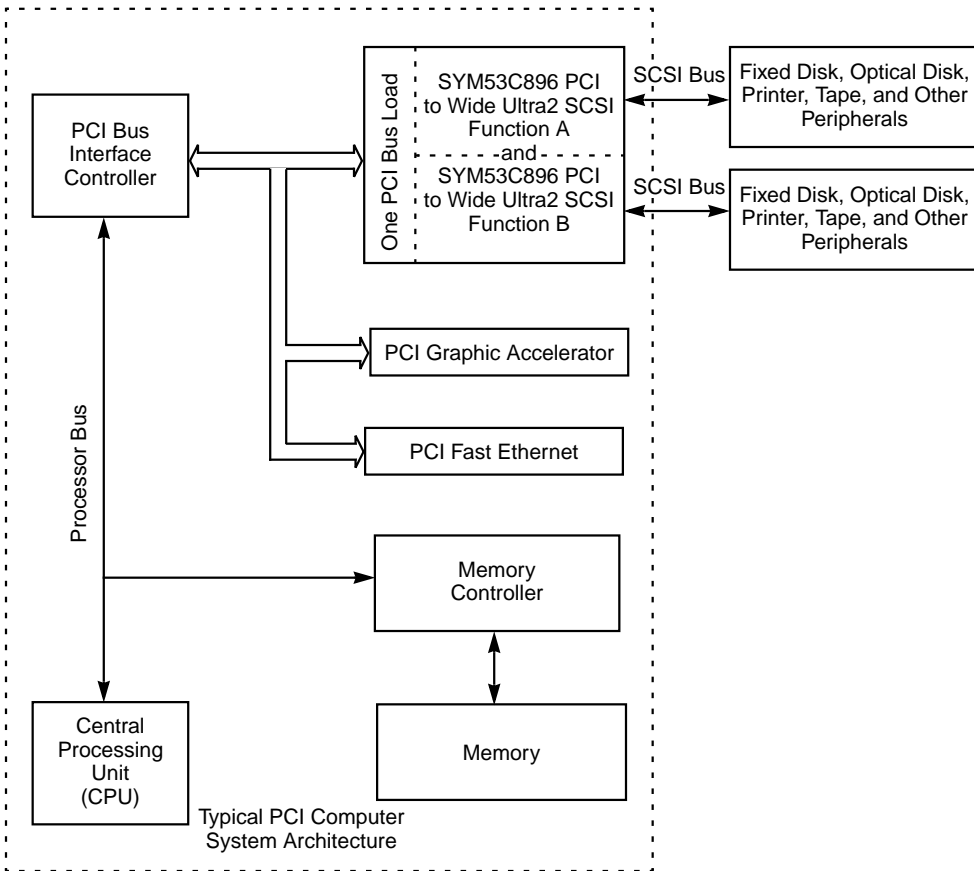 PCI Bus
Interface
Controller
One PCI Bus Load
SYM53C896 PCI
to Wide Ultra2 SCSI
Function A
and
SYM53C896 PCI
to Wide Ultra2 SCSI
Function B
SCSI Bus
Fixed Disk, Optical Disk,
Printer, Tape, and Other
Peripherals
SCSI Bus
Fixed Disk, Optical Disk,
Printer, Tape, and Other
Peripherals
PCI Graphic Accelerator
PCI Fast Ethernet
Processor Bus
Memory
Controller
Memory
Central
Processing
Unit
(CPU)
Typical PCI Computer
System Architecture